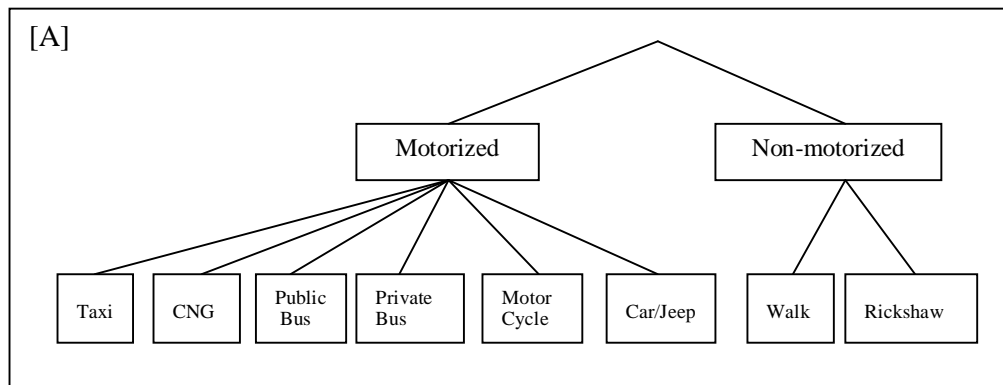 [A]
Motorized
Non-motorized
Taxi
CNG
Public
Bus
Private
Bus
Motor
Cycle
Car/Jeep
Walk
Rickshaw